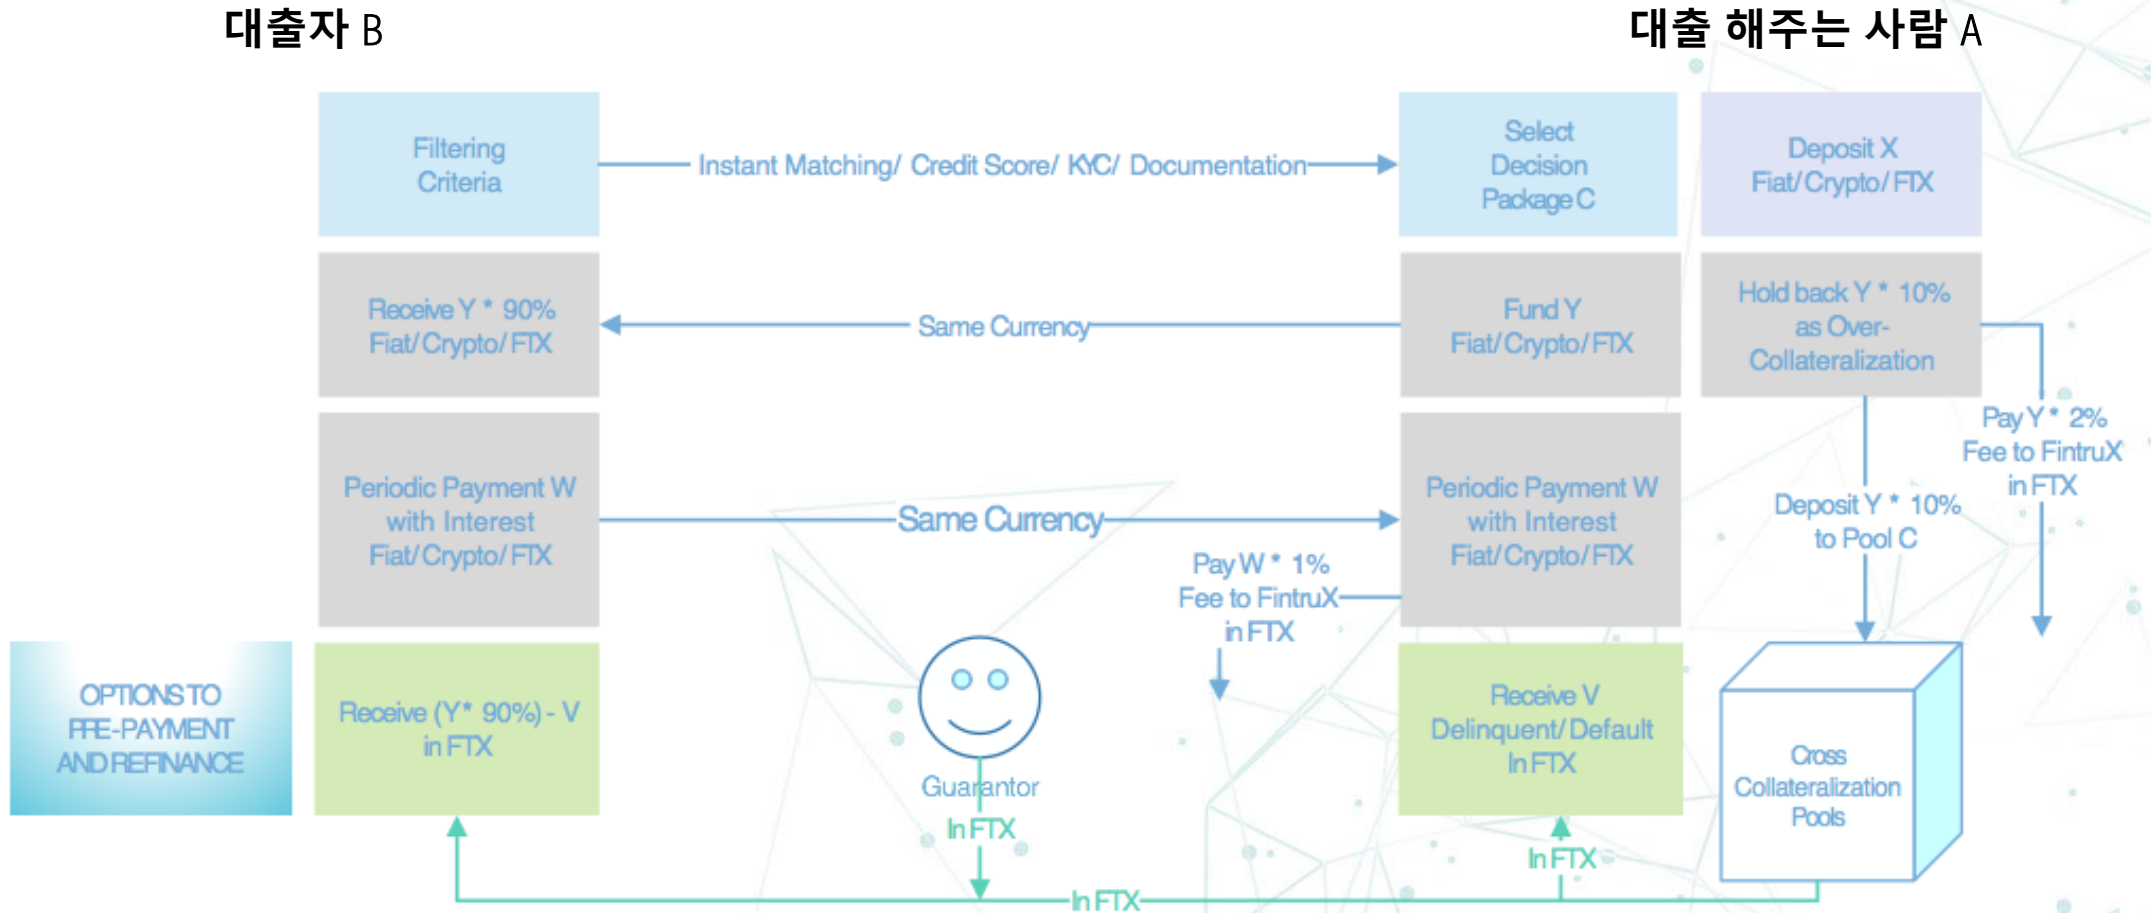 대출자 B
대출 해주는 사람 A
Filtering
Criteria
Instant Matching/ Credit Score/ KYC/ Documentation
Select
Decision
Package C
Deposit X
Fiat/Crypto/FTX
Receive Y * 90%
Fiat/Crypto/FTX
Same Currency
Fund Y
Fiat/Crypto/FTX
Hold back Y * 10%
as Over-
Collateralization
Pay Y * 2%
Fee to FintruX
in FTX
Deposit Y * 10%
to Pool C
Periodic Payment W
with Interest
Fiat/Crypto/FTX
Same Currency
Periodic Payment W
with Interest
Fiat/Crypto/FTX
Pay W * 1%
Fee to FintruX
in FTX
OPTIONS TO
PRE-PAYMENT
AND REFINANCE
Receive (Y* 90%) - V
in FTX
Guarantor
In FTX
Receive V
Delinquent/Default
In FTX
Cross
Collateralization
Pools
In FTX
In FTX